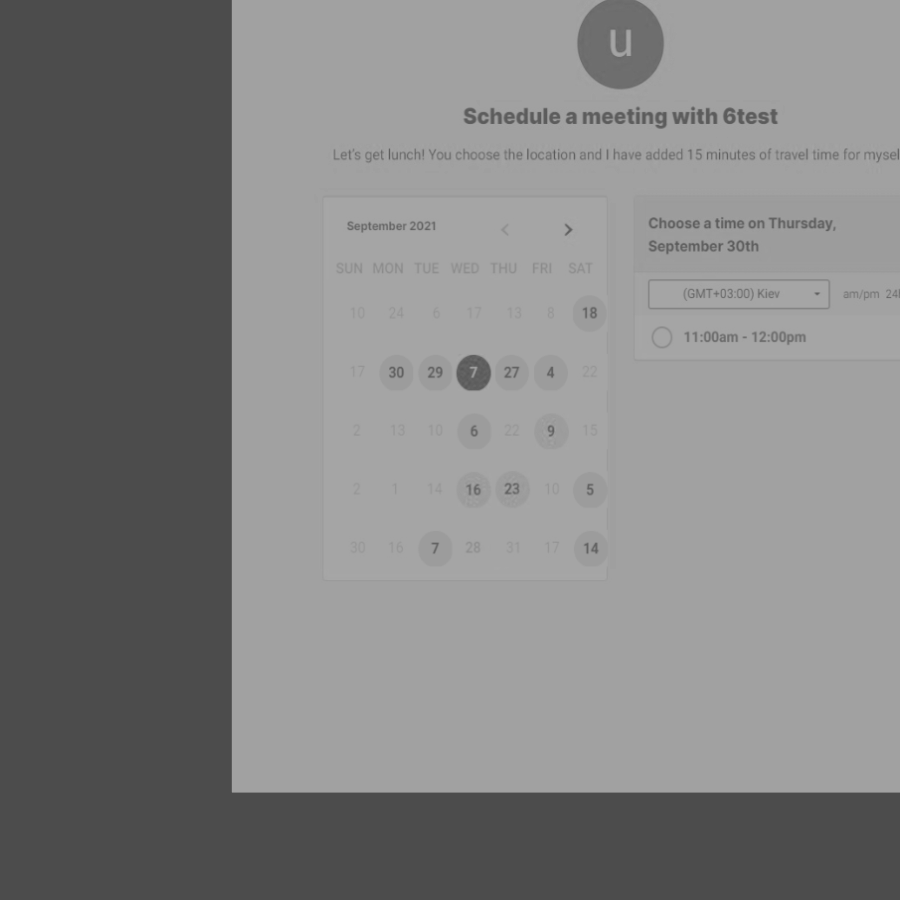 u
Schedule a meeting with 6test
Let's get lunch! You choose the location and I have added 15 minutes of travel time for
September 2021
SUN MON TUE WED THU FRI SAT
10 24 6 17 13 8 18
17 30 29 7 27 4 22
2 13 10 6 22 9 15
2 1 14 16 23 10 5
30 16 7 28 31 17 14
Choose a time on Thursday,
September 30th
(GMT+03:00) Kiev am/pm
11:00am - 12:00pm